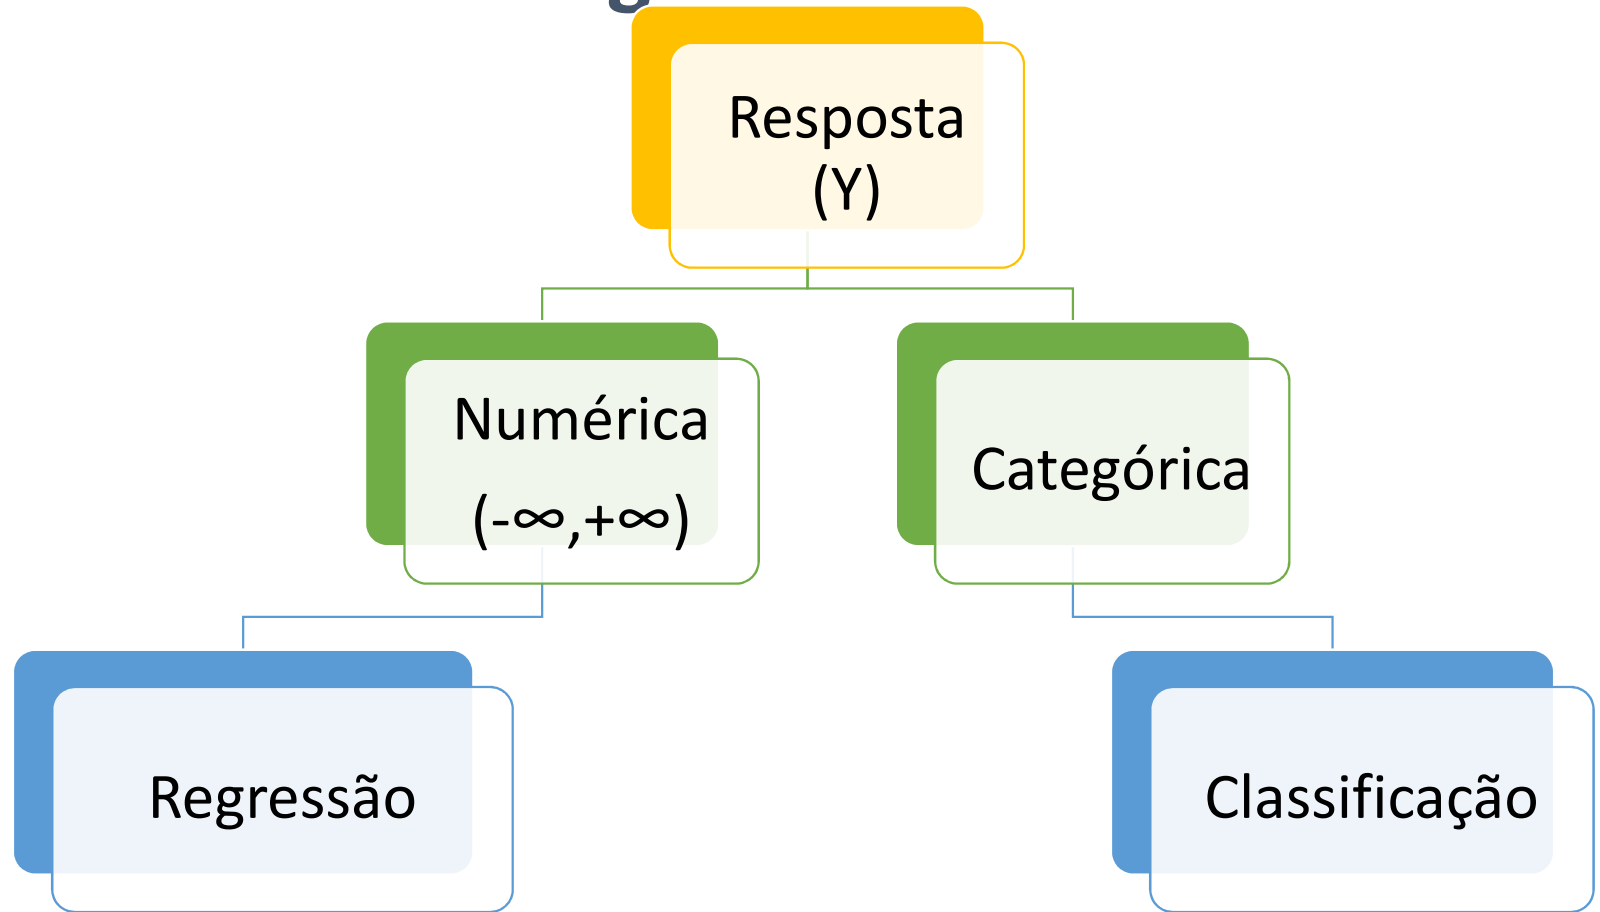 Resposta
(Y)
Numérica
(-∞,+∞)
Categórica
Regressão
Classificação